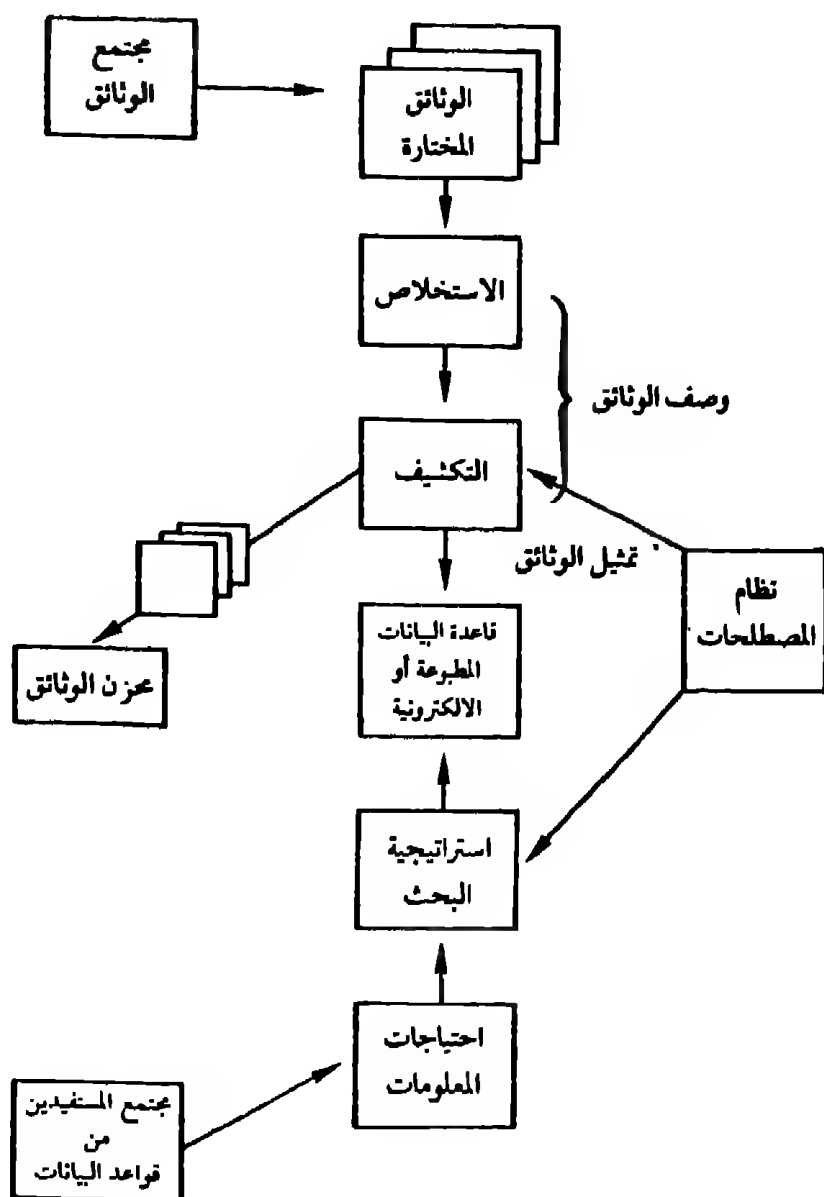 مجتمع
الوثائق
الوثائق
المختارة
الاستخلاص
وصف الوثائق
التكشيف
تمثيل الوثائق
نظام
المصطلحات
قاعدة البيانات
المطبوعة أو
الالكترونية
مخزن الوثائق
استراتيجية
البحث
احتياجات
المعلومات
مجتمع المستفيدين
من
قواعد البيانات